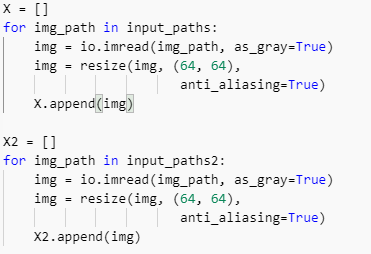 X = []
for img_path in input_paths:
    img = io.imread(img_path, as_gray=True)
    img = resize(img, (64, 64),
                    anti_aliasing=True)
    X.append(img)

X2 = []
for img_path in input_paths2:
    img = io.imread(img_path, as_gray=True)
    img = resize(img, (64, 64),
                    anti_aliasing=True)
    X2.append(img)